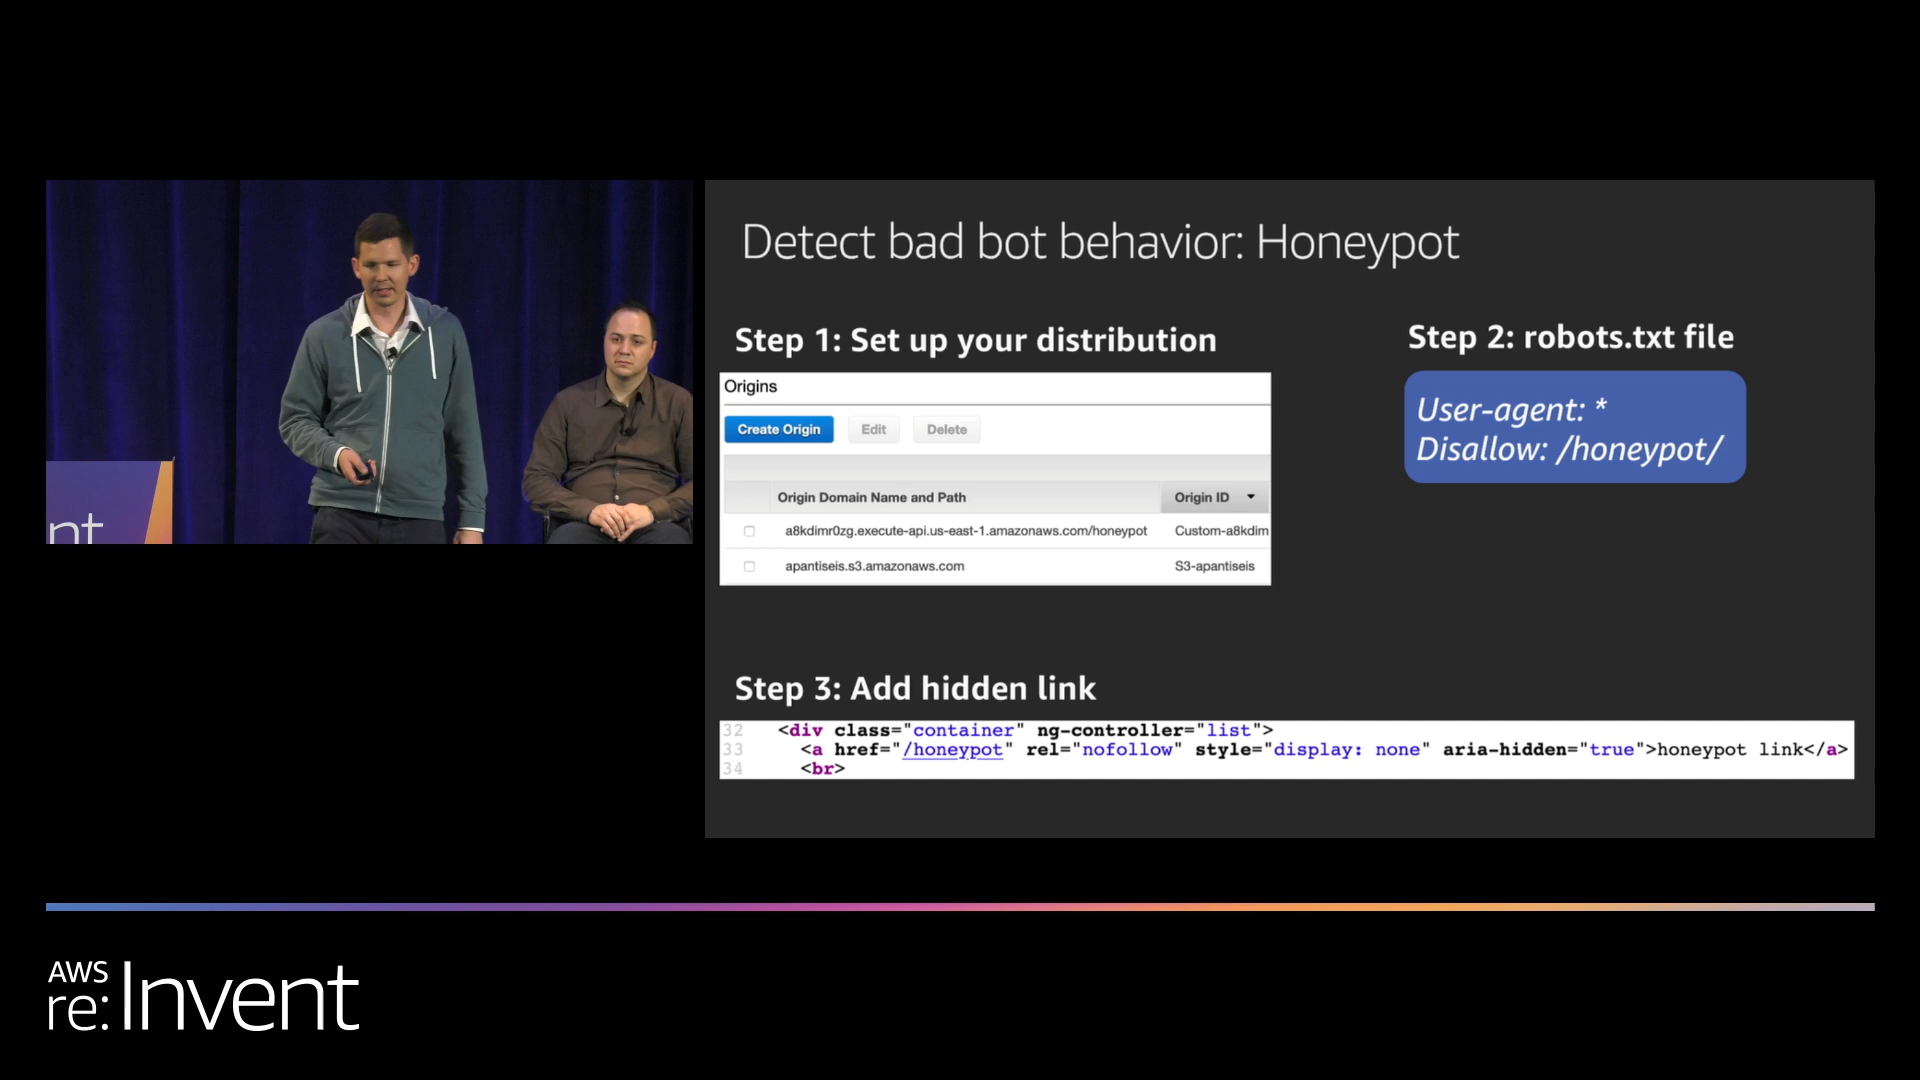 nt
Detect bad bot behavior: Honeypot
Step 1: Set up your distribution
Origins
Create Origin Edit Delete
Origin Domain Name and Path Origin ID
a8kdimr0zg.execute-api.us-east-1.amazonaws.com/honeypot Custom-a8kdim
apantiseis.s3.amazonaws.com S3-apantiseis
Step 2: robots.txt file
User-agent: *
Disallow: /honeypot/
Step 3: Add hidden link
32 <div class="container" ng-controller="list">
33 <a href="/honeypot" rel="nofollow" style="display: none" aria-hidden="true">honeypot link</a>
34 <br>
AWS
re:Invent